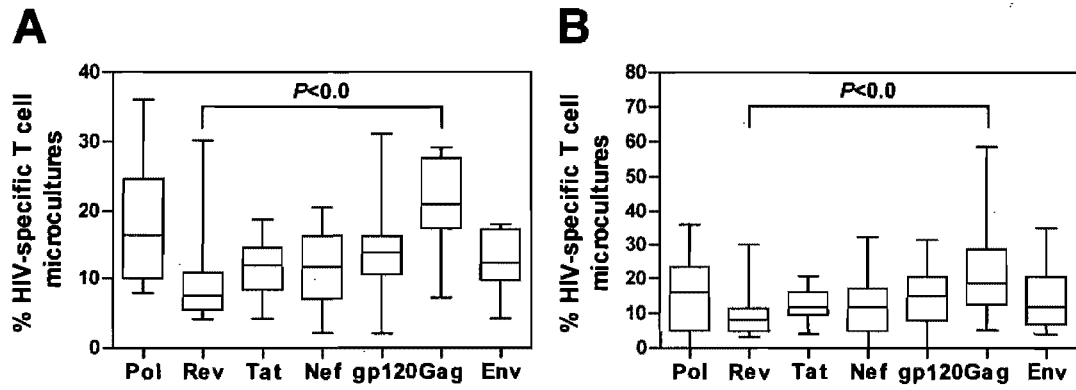 A
% HIV-specific T cell
microcultures
40
30
20
10
0
P<0.0
Pol Rev Tat Nef gp120 Gag Env
B
% HIV-specific T cell
microcultures
80
70
60
50
40
30
20
10
0
P<0.0
Pol Rev Tat Nef gp120 Gag Env